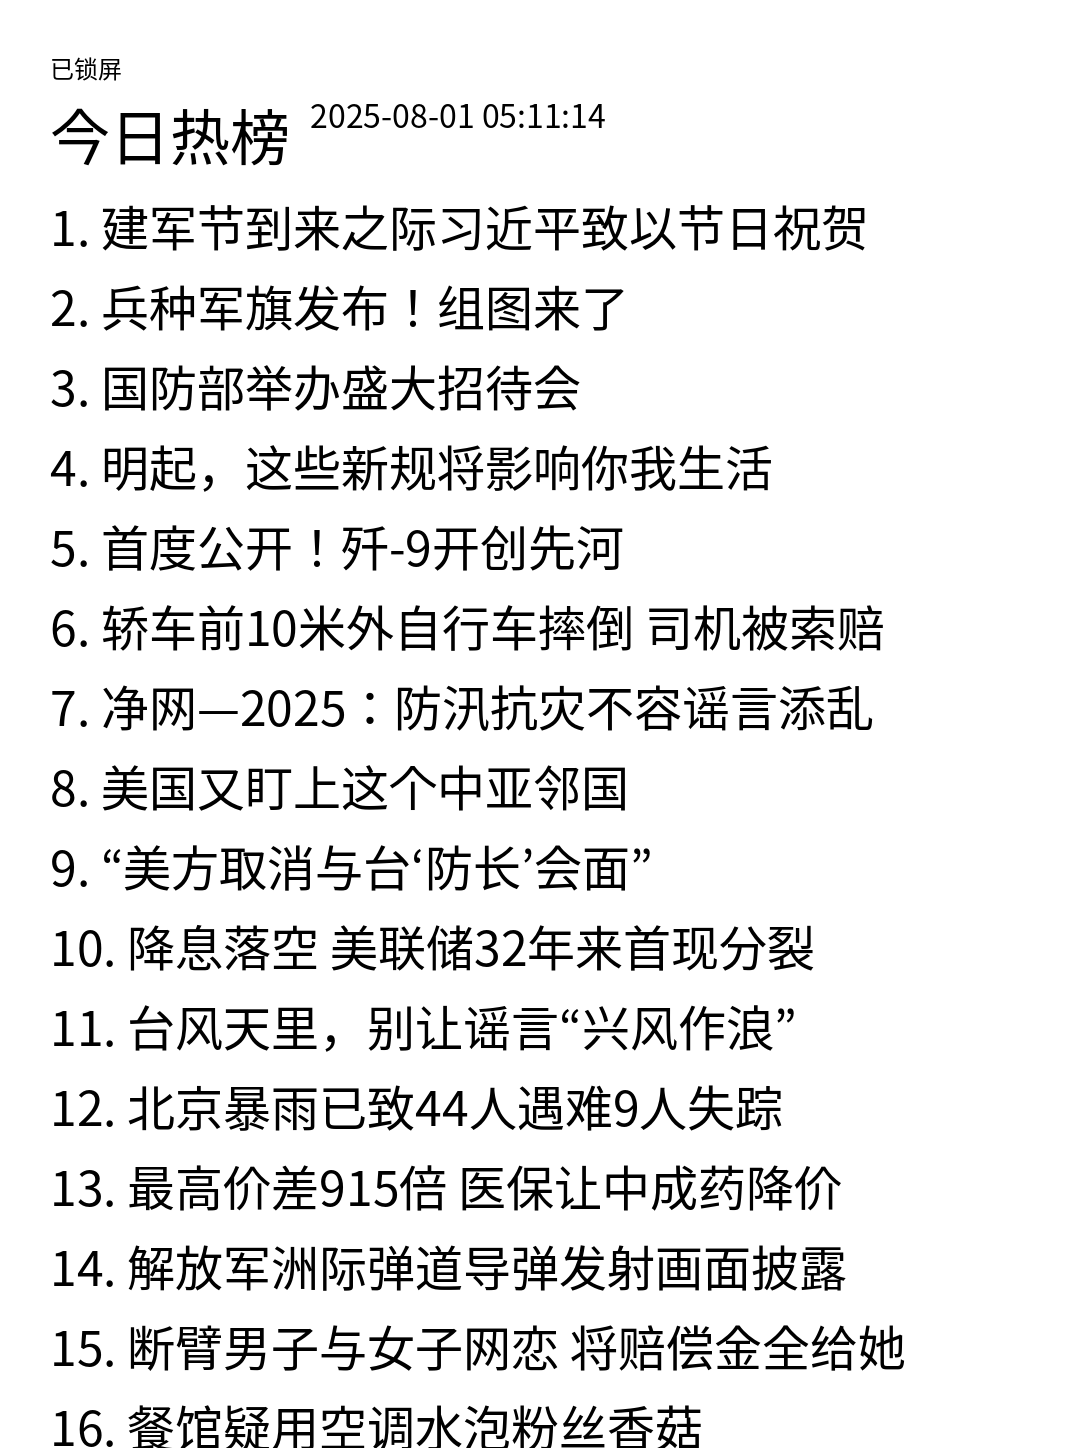 已锁屏
今日热榜 2025-08-01 05:11:14
1. 建军节到来之际习近平致以节日祝贺
2. 兵种军旗发布！组图来了
3. 国防部举办盛大招待会
4. 明起，这些新规将影响你我生活
5. 首度公开！歼-9开创先河
6. 轿车前10米外自行车摔倒 司机被索赔
7. 净网—2025：防汛抗灾不容谣言添乱
8. 美国又盯上这个中亚邻国
9. “美方取消与台‘防长’会面”
10. 降息落空 美联储32年来首现分裂
11. 台风天里，别让谣言“兴风作浪”
12. 北京暴雨已致44人遇难9人失踪
13. 最高价差915倍 医保让中成药降价
14. 解放军洲际弹道导弹发射画面披露
15. 断臂男子与女子网恋 将赔偿金全给她
16. 餐馆疑用空调水泡粉丝香菇